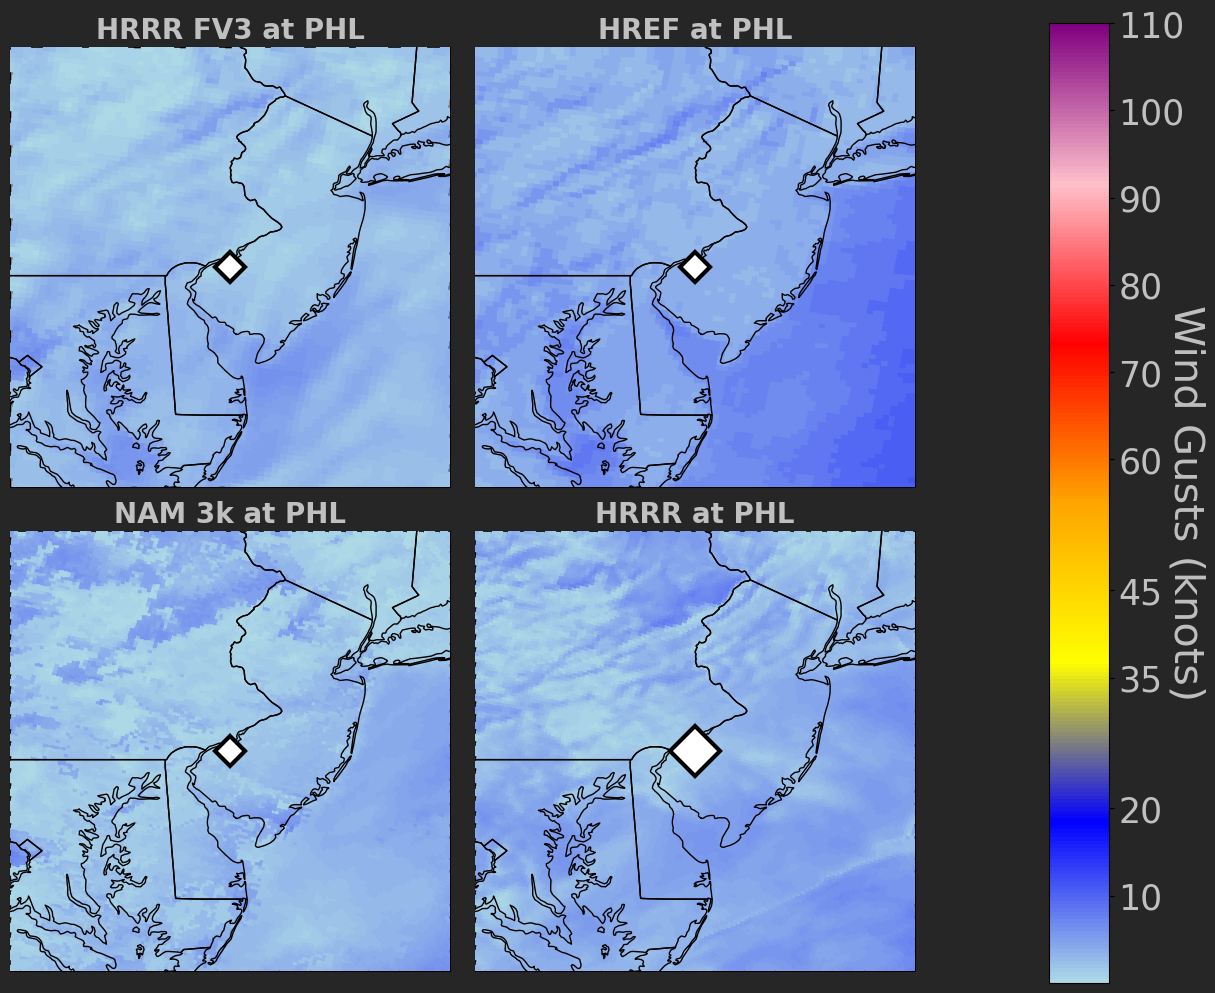 HRRR FV3 at PHL
HREF at PHL
NAM 3k at PHL
HRRR at PHL
110
100
90
80
70
60
45
35
20
10
Wind Gusts (knots)